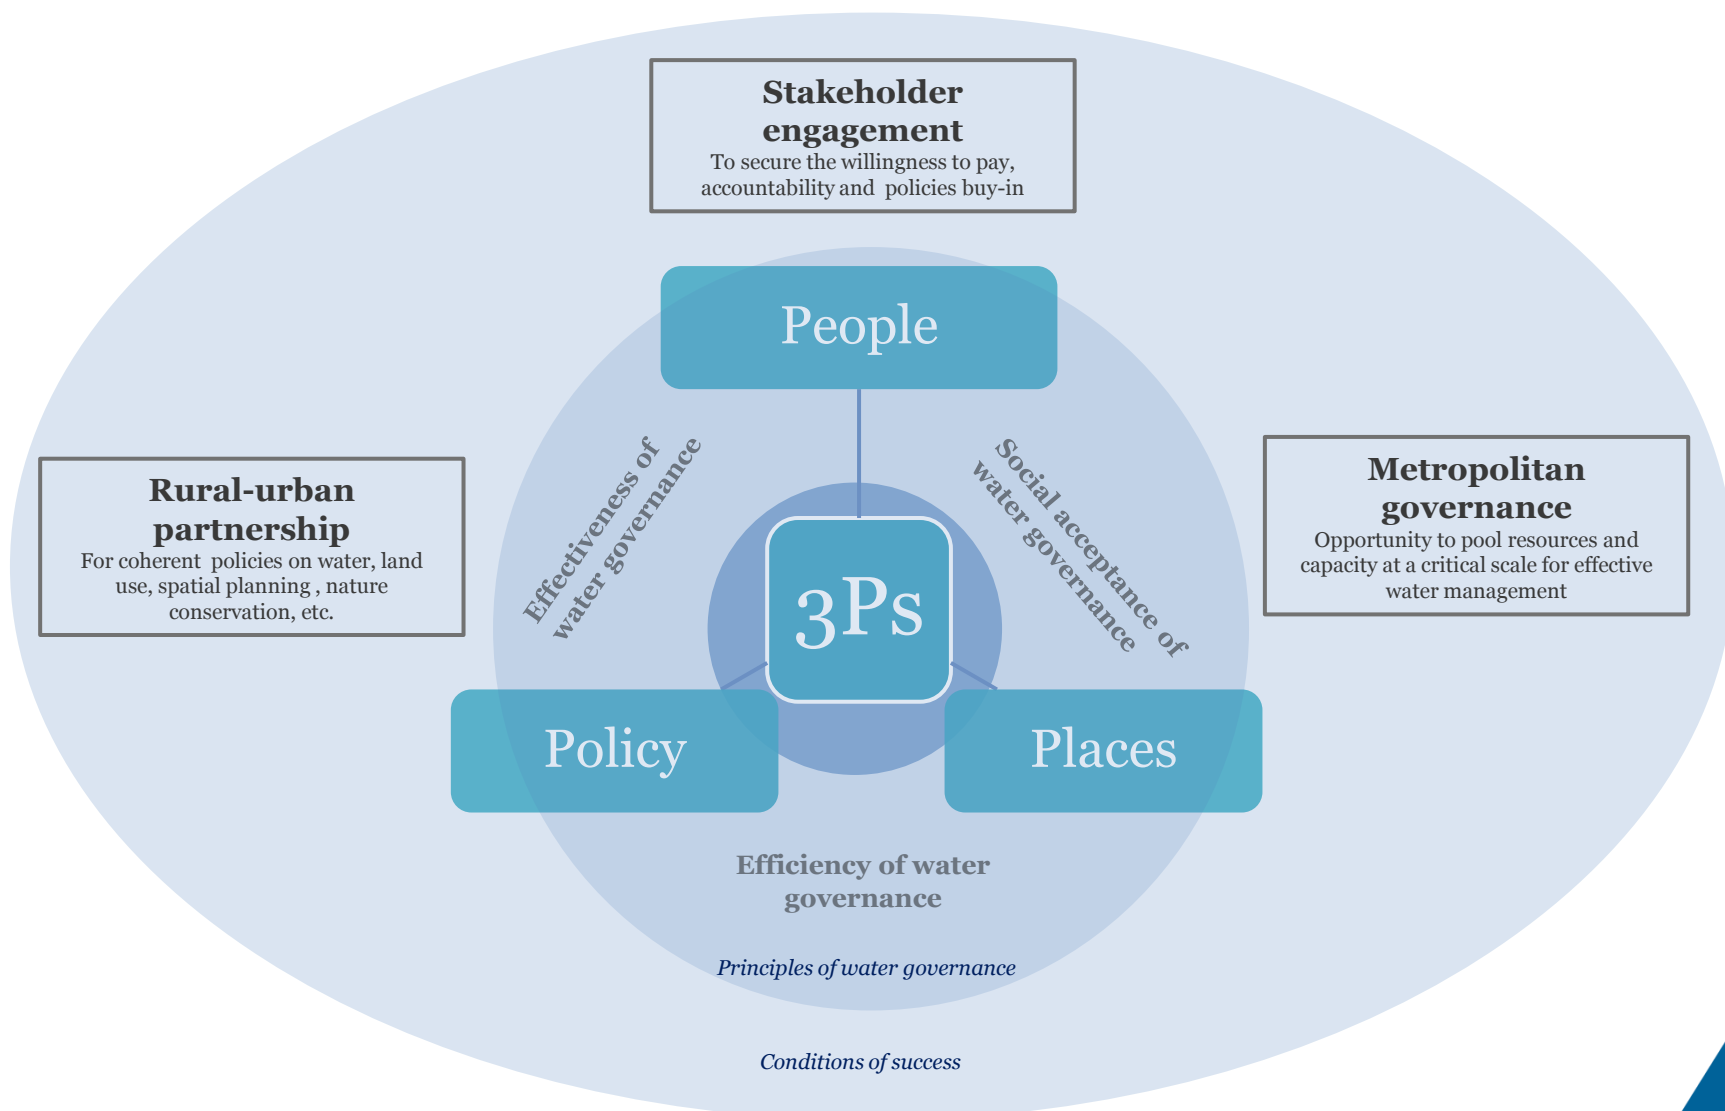 Stakeholder
engagement
To secure the willingness to pay,
accountability and policies buy-in
People
Effectiveness of
water governance
Social acceptance of
water governance
Rural-urban
partnership
For coherent policies on water, land
use, spatial planning , nature
conservation, etc.
Metropolitan
governance
Opportunity to pool resources and
capacity at a critical scale for effective
water management
3Ps
Policy
Places
Efficiency of water
governance
Principles of water governance
Conditions of success